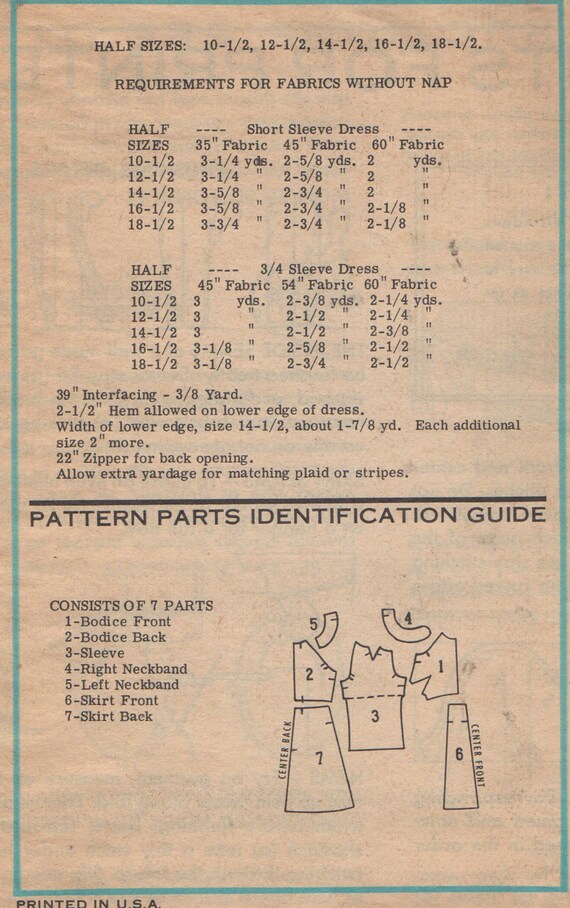 HALF SIZES: 10-1/2, 12-1/2, 14-1/2, 16-1/2, 18-1/2.
REQUIREMENTS FOR FABRICS WITHOUT NAP
HALF ---- Short Sleeve Dress ----
SIZES 35" Fabric 45" Fabric 60" Fabric
10-1/2 3-1/4 yds. 2-5/8 yds. 2 yds.
12-1/2 3-1/4 " 2-5/8 " 2 "
14-1/2 3-5/8 " 2-3/4 " 2 "
16-1/2 3-5/8 " 2-3/4 " 2-1/8 "
18-1/2 3-3/4 " 2-3/4 " 2-1/8 "
HALF ---- 3/4 Sleeve Dress ----
SIZES 45" Fabric 54" Fabric 60" Fabric
10-1/2 3 yds. 2-3/8 yds. 2-1/4 yds.
12-1/2 3 " 2-1/2 " 2-1/4 "
14-1/2 3 " 2-1/2 " 2-3/8 "
16-1/2 3-1/8 " 2-5/8 " 2-1/2 "
18-1/2 3-1/8 " 2-3/4 " 2-1/2 "
39" Interfacing - 3/8 Yard.
2-1/2" Hem allowed on lower edge of dress.
Width of lower edge, size 14-1/2, about 1-7/8 yd. Each additional
size 2" more.
22" Zipper for back opening.
Allow extra yardage for matching plaid or stripes.
PATTERN PARTS IDENTIFICATION GUIDE
CONSISTS OF 7 PARTS
1-Bodice Front
2-Bodice Back
3-Sleeve
4-Right Neckband
5-Left Neckband
6-Skirt Front
7-Skirt Back
5 4
2 1
3
CENTER BACK 7 6 CENTER FRONT
PRINTED IN U.S.A.